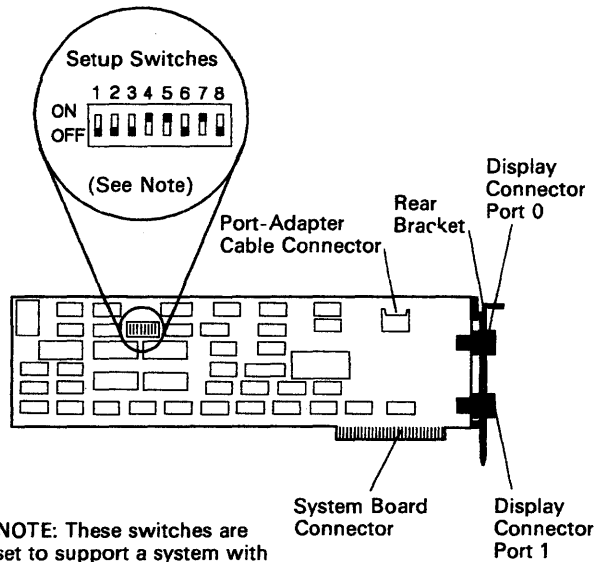 Setup Switches
1 2 3 4 5 6 7 8
ON
OFF
(See Note)
Display
Connector
Port 0
Rear
Bracket
Port-Adapter
Cable Connector
System Board
Connector
Display
Connector
Port 1
NOTE: These switches are
set to support a system with